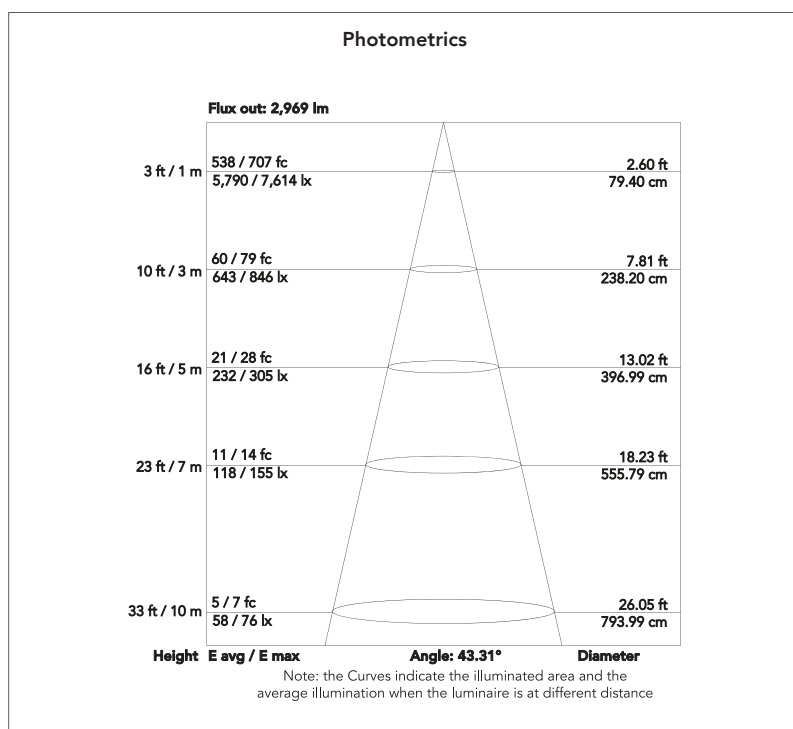 Photometrics
Flux out: 2,969 lm
3 ft / 1 m
538 / 707 fc
5,790 / 7,614 lx
2.60 ft
79.40 cm
10 ft / 3 m
60 / 79 fc
643 / 846 lx
7.81 ft
238.20 cm
16 ft / 5 m
21 / 28 fc
232 / 305 lx
13.02 ft
396.99 cm
23 ft / 7 m
11 / 14 fc
118 / 155 lx
18.23 ft
555.79 cm
33 ft / 10 m
5 / 7 fc
58 / 76 lx
26.05 ft
793.99 cm
Height E avg / E max Angle: 43.31° Diameter
Note: the Curves indicate the illuminated area and the
average illumination when the luminaire is at different distance